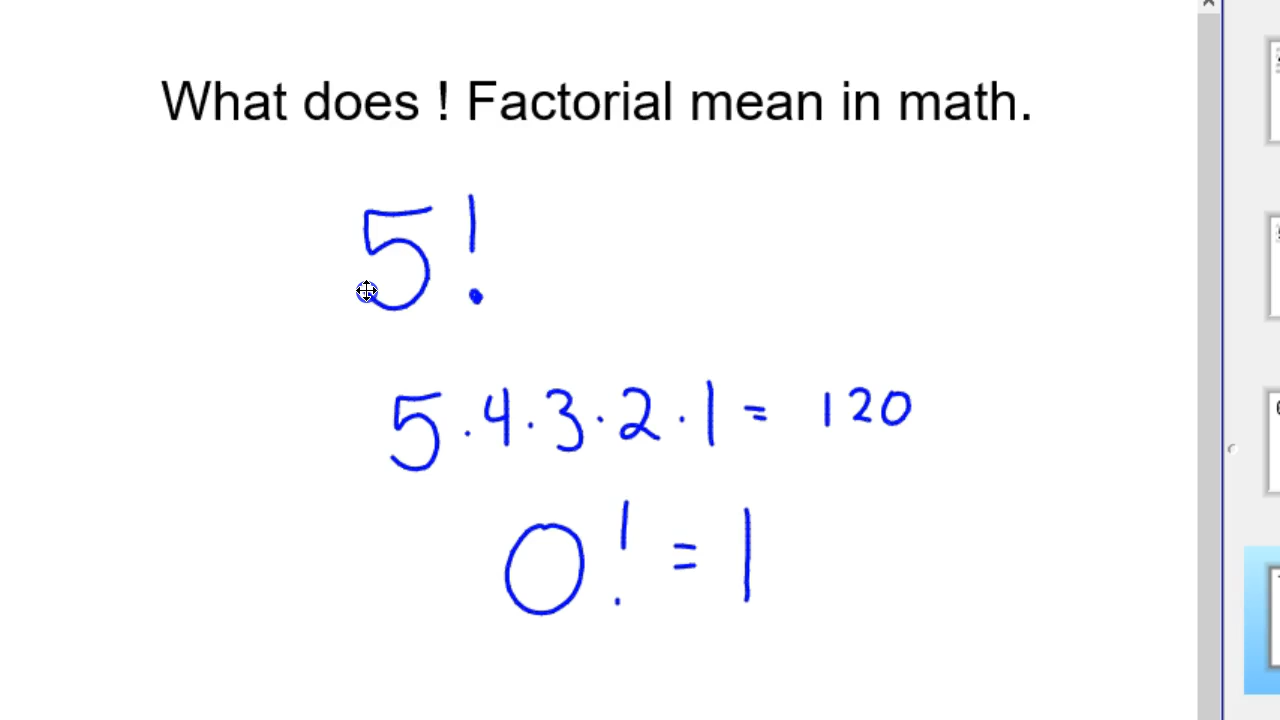 What does ! Factorial mean in math.
5!
5·4·3·2·1 = 120
0! = 1